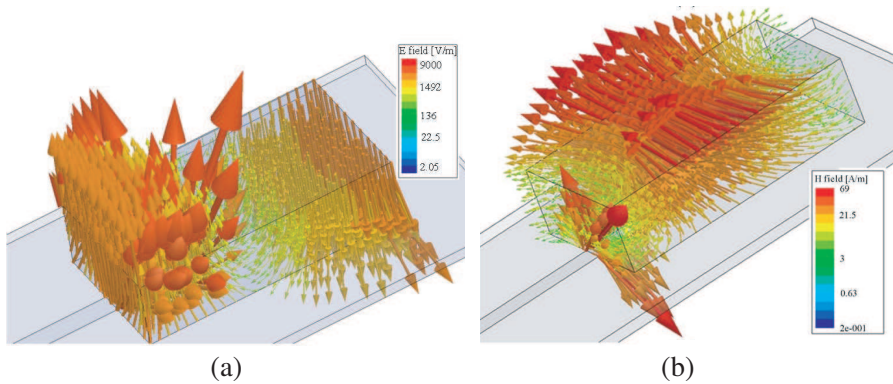 E field [V/m]
9000
1492
136
22.5
2.05
H field [A/m]
69
21.5
3
0.63
2e-001
(a)
(b)